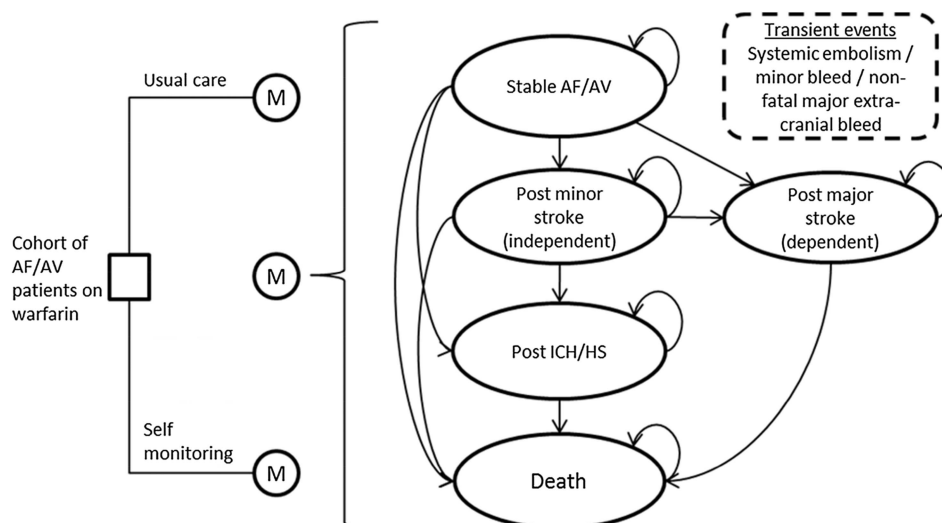 Usual care
M
Cohort of
AF/AV
patients on
warfarin
M
Self
monitoring
M
Stable AF/AV
Transient events
Systemic embolism /
minor bleed / non-
fatal major extra-
cranial bleed
Post minor
stroke
(independent)
Post major
stroke
(dependent)
Post ICH/HS
Death